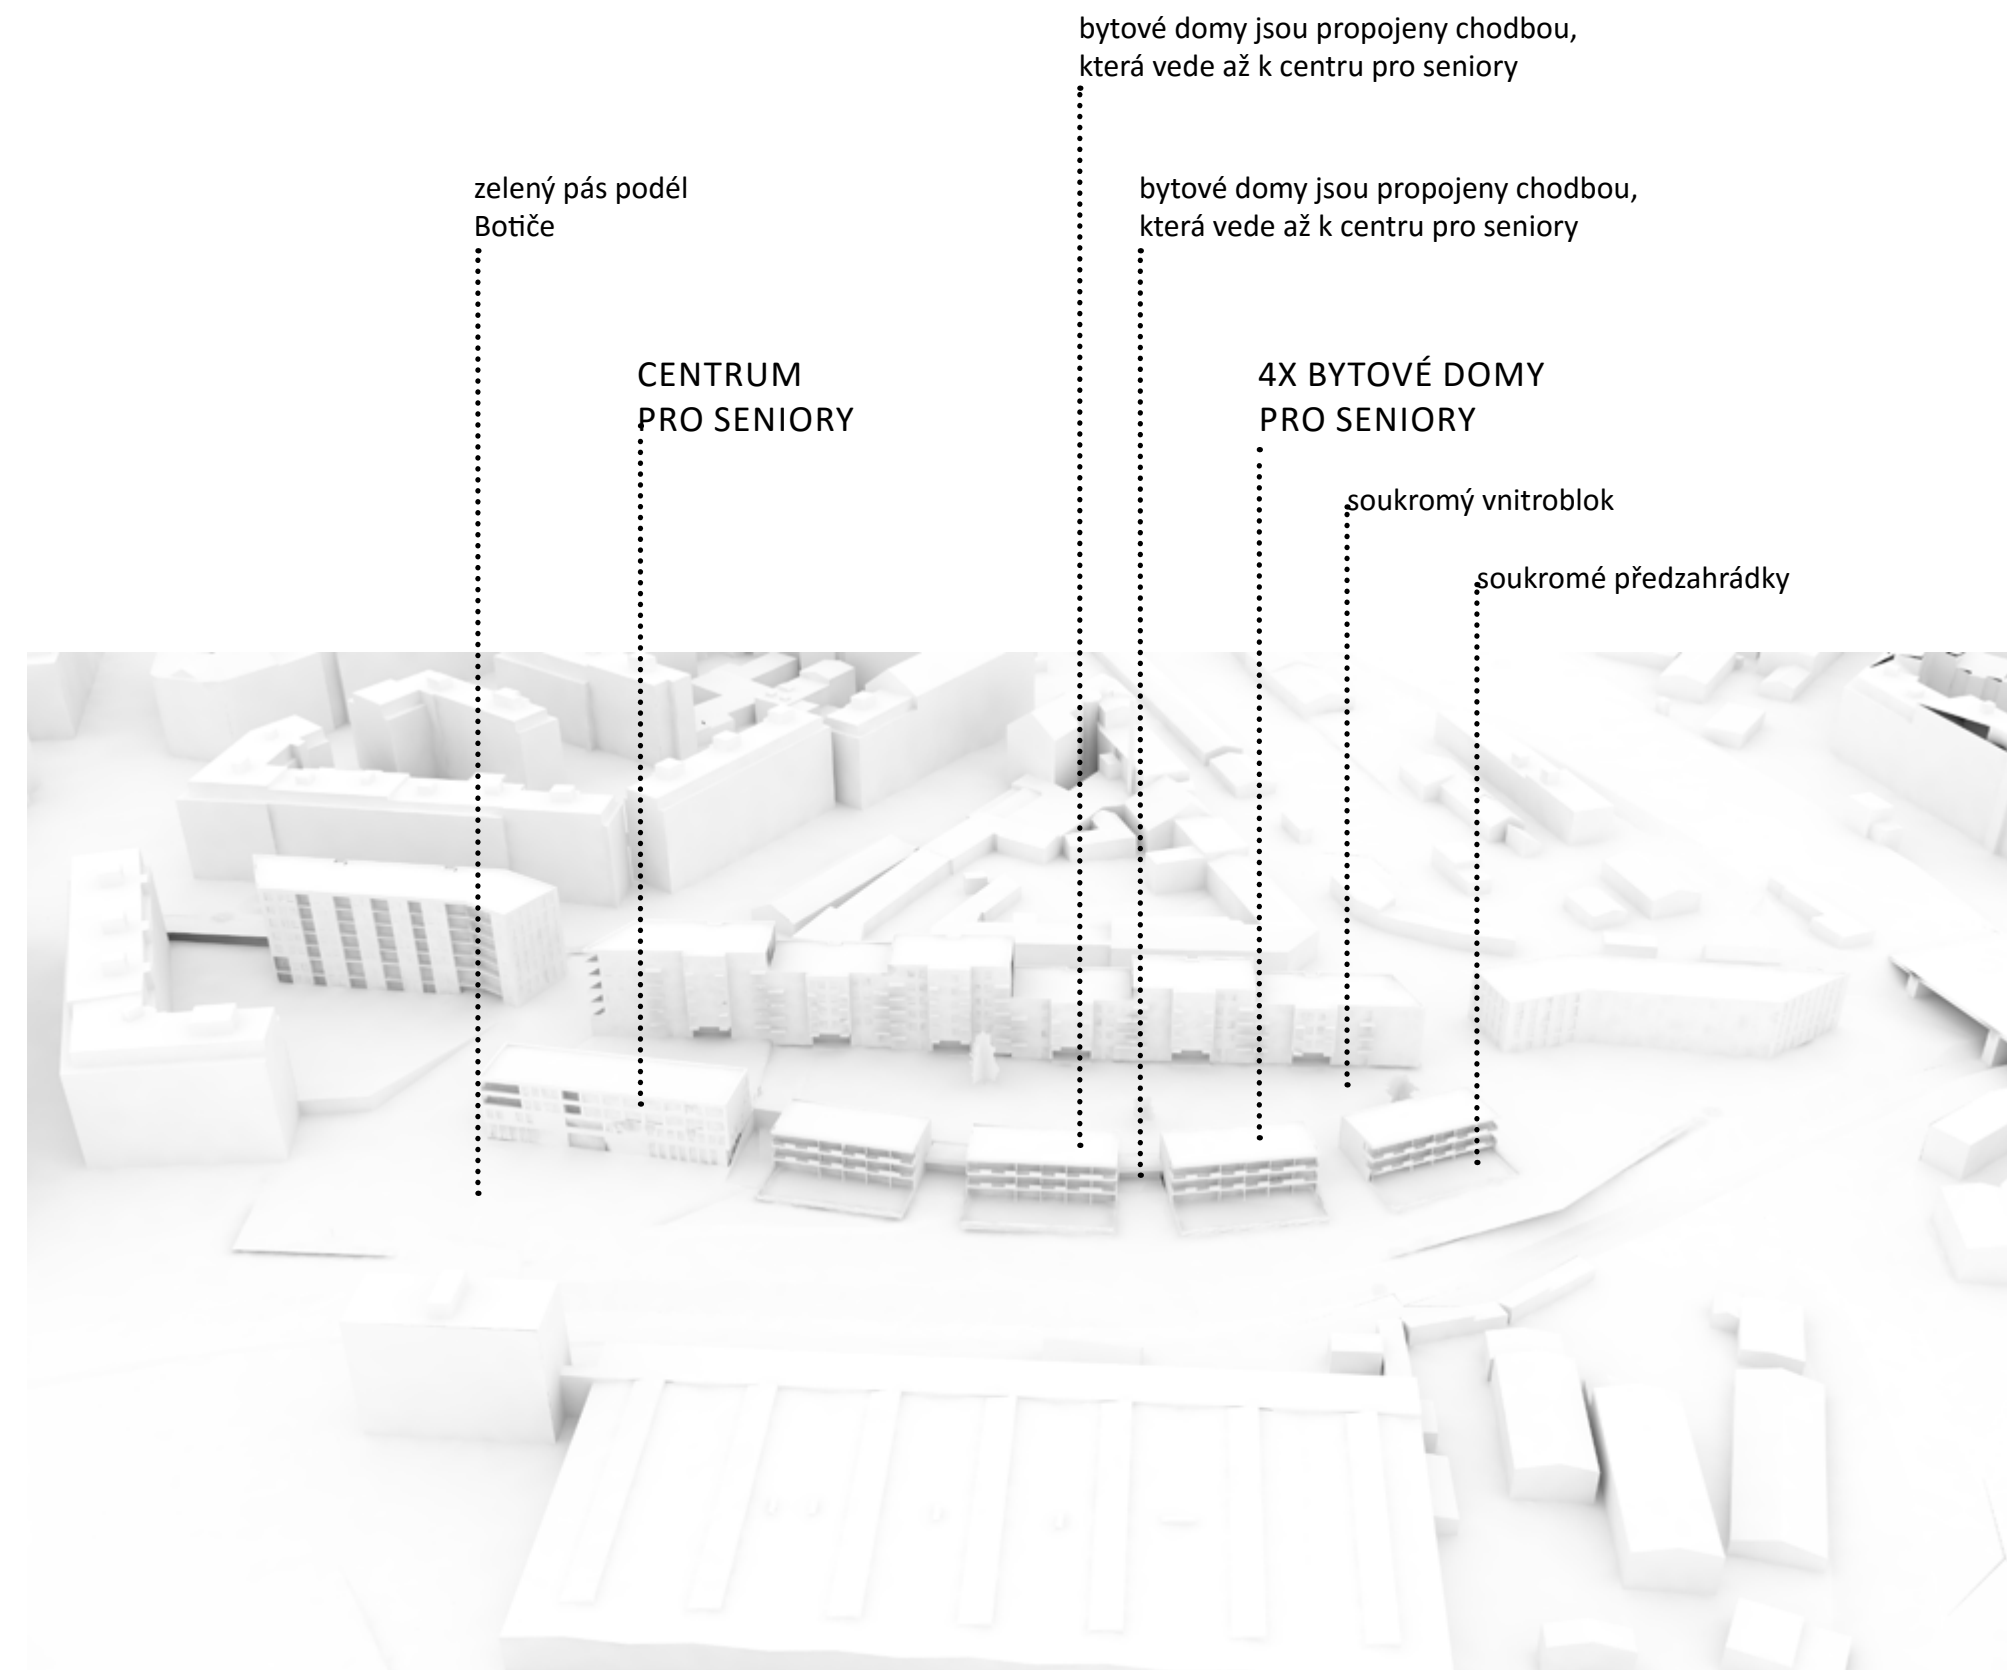 bytové domy jsou propojeny chodbou,
která vede až k centru pro seniory
zelený pás podél
Botiče
bytové domy jsou propojeny chodbou,
která vede až k centru pro seniory
CENTRUM
PRO SENIORY
4X BYTOVÉ DOMY
PRO SENIORY
soukromý vnitroblok
soukromé předzahrádky